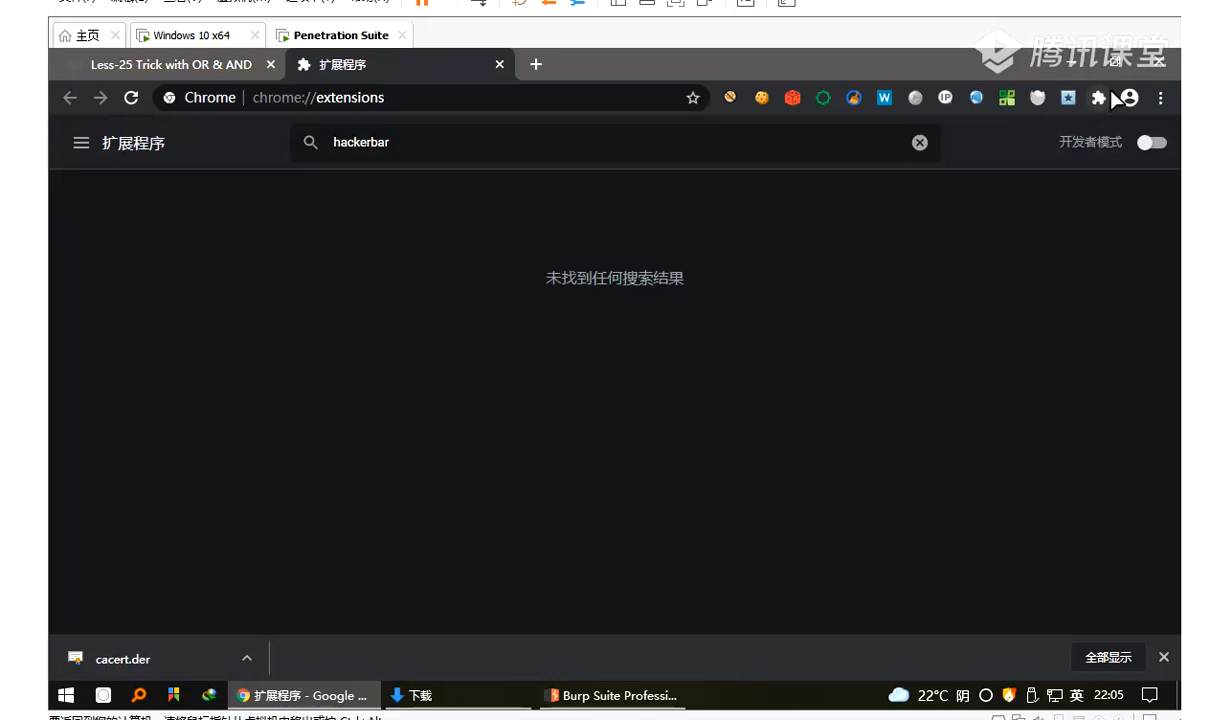 主页
Windows 10 x64
Penetration Suite
腾讯课堂
Less-25 Trick with OR & AND
扩展程序
Chrome | chrome://extensions
扩展程序
hackerbar
开发者模式
未找到任何搜索结果
cacert.der
全部显示
扩展程序 - Google ...
下载
Burp Suite Professi...
22°C 阴
英
22:05